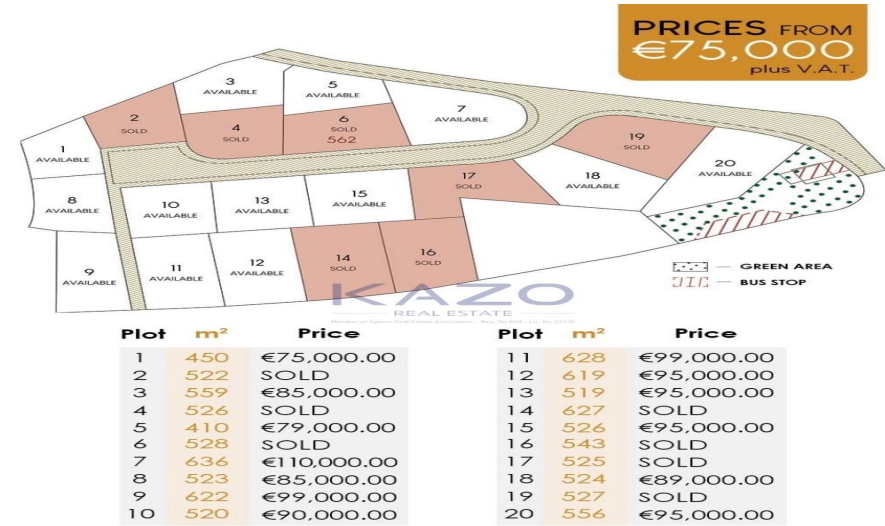 PRICES FROM
€75,000
plus V.A.T.
1
AVAILABLE
2
SOLD
3
AVAILABLE
4
SOLD
5
AVAILABLE
6
SOLD
562
7
AVAILABLE
8
AVAILABLE
9
AVAILABLE
10
AVAILABLE
11
AVAILABLE
12
AVAILABLE
13
AVAILABLE
14
SOLD
15
AVAILABLE
16
SOLD
17
SOLD
18
AVAILABLE
19
SOLD
20
AVAILABLE
— GREEN AREA
— BUS STOP
KAZO
REAL ESTATE
Plot m² Price
1 450 €75,000.00
2 522 SOLD
3 559 €85,000.00
4 526 SOLD
5 410 €79,000.00
6 528 SOLD
7 636 €110,000.00
8 523 €85,000.00
9 622 €99,000.00
10 520 €90,000.00
Plot m² Price
11 628 €99,000.00
12 619 €95,000.00
13 519 €95,000.00
14 627 SOLD
15 526 €95,000.00
16 543 SOLD
17 525 SOLD
18 524 €89,000.00
19 527 SOLD
20 556 €95,000.00